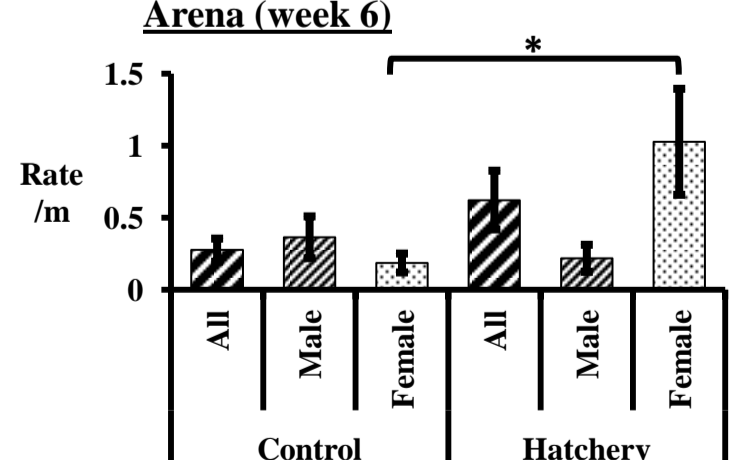 Arena (week 6)
*
1.5
1
Rate
/m
0.5
0
All
Male
Female
All
Male
Female
Control
Hatchery